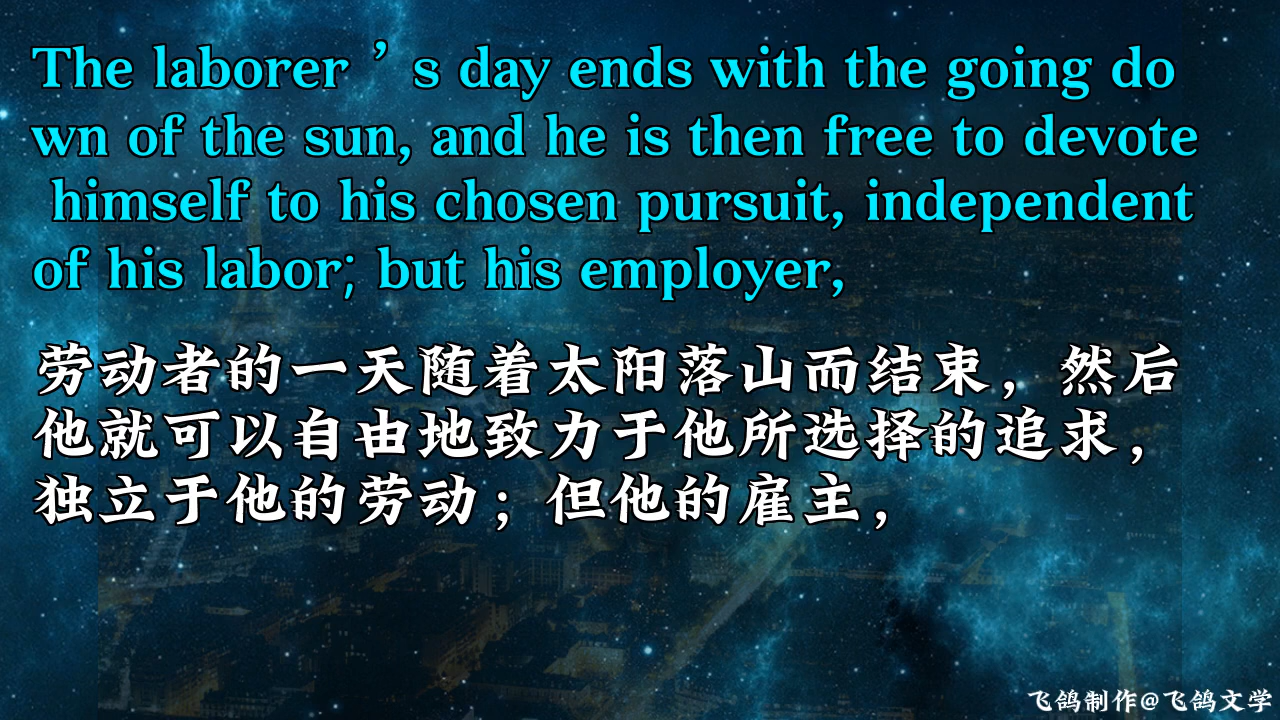 The laborer ’ s day ends with the going do
wn of the sun, and he is then free to devote
himself to his chosen pursuit, independent
of his labor; but his employer,
劳动者的一天随着太阳落山而结束，然后
他就可以自由地致力于他所选择的追求，
独立于他的劳动；但他的雇主，
飞鸽制作@飞鸽文学